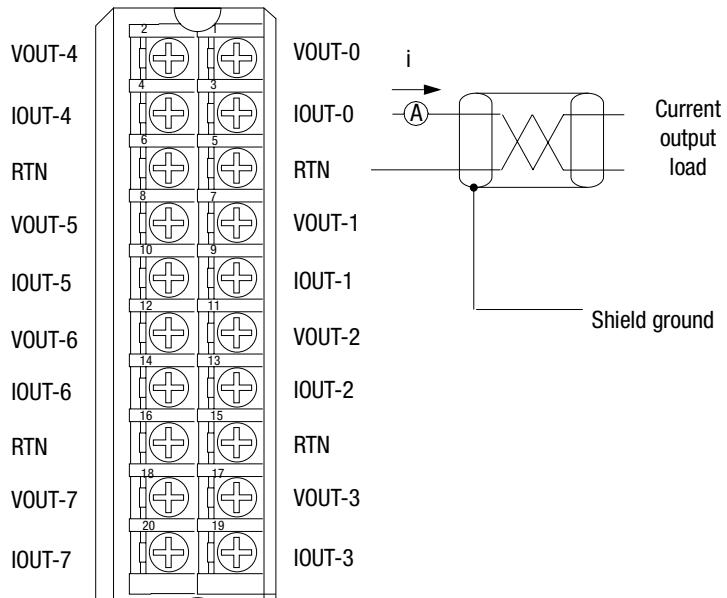 2 1
VOUT-4 VOUT-0
i
4 3
IOUT-4 IOUT-0 A Current
output
load
6 5
RTN RTN
8 7
VOUT-5 VOUT-1
10 9
IOUT-5 IOUT-1
12 11
VOUT-6 VOUT-2 Shield ground
14 13
IOUT-6 IOUT-2
16 15
RTN RTN
18 17
VOUT-7 VOUT-3
20 19
IOUT-7 IOUT-3